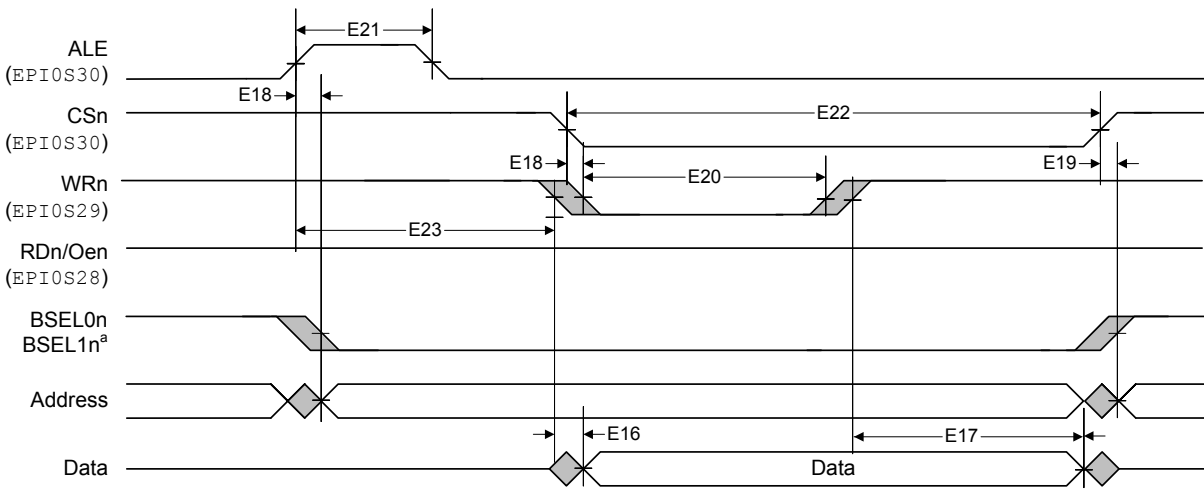 E21
ALE
(EPI0S30)
E18
CSn
E22
(EPI0S30)
E18
E19
WRn
E20
(EPI0S29)
E23
RDn/Oen
(EPI0S28)
BSEL0n
BSEL1nᵃ
Address
E16
E17
Data
Data